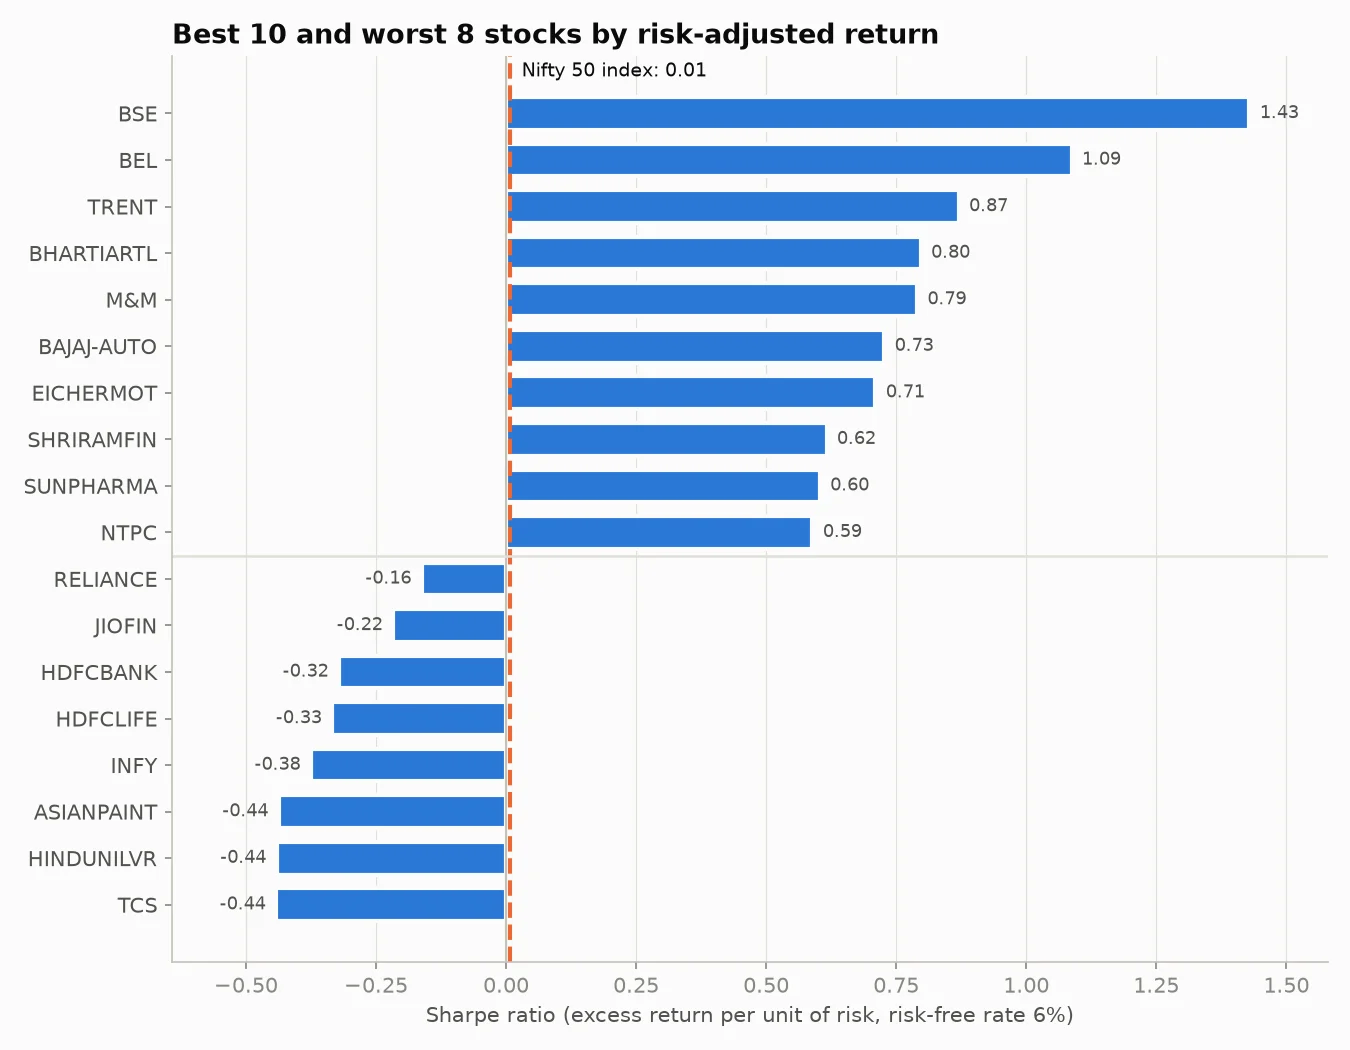 Best 10 and worst 8 stocks by risk-adjusted return
Nifty 50 index: 0.01
BSE 1.43
BEL 1.09
TRENT 0.87
BHARTIARTL 0.80
M&M 0.79
BAJAJ-AUTO 0.73
EICHERMOT 0.71
SHRIRAMFIN 0.62
SUNPHARMA 0.60
NTPC 0.59
RELIANCE -0.16
JIOFIN -0.22
HDFCBANK -0.32
HDFCLIFE -0.33
INFY -0.38
ASIANPAINT -0.44
HINDUNILVR -0.44
TCS -0.44
−0.50 −0.25 0.00 0.25 0.50 0.75 1.00 1.25 1.50
Sharpe ratio (excess return per unit of risk, risk-free rate 6%)